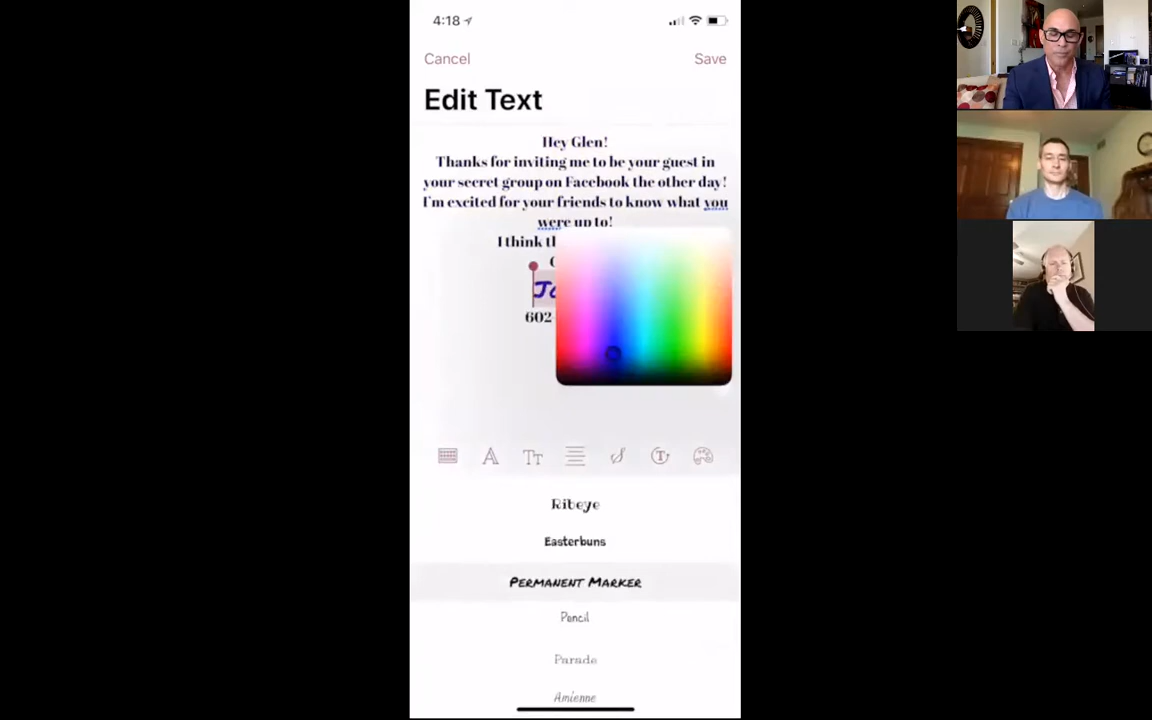 4:18
Cancel
Save
Edit Text
Hey Glen!
Thanks for inviting me to be your guest in
your secret group on Facebook the other day!
I'm excited for your friends to know what you
were up to!
I think
602
Ribeye
Easterbuns
PERMANENT MARKER
Pencil
Parade
Amienne